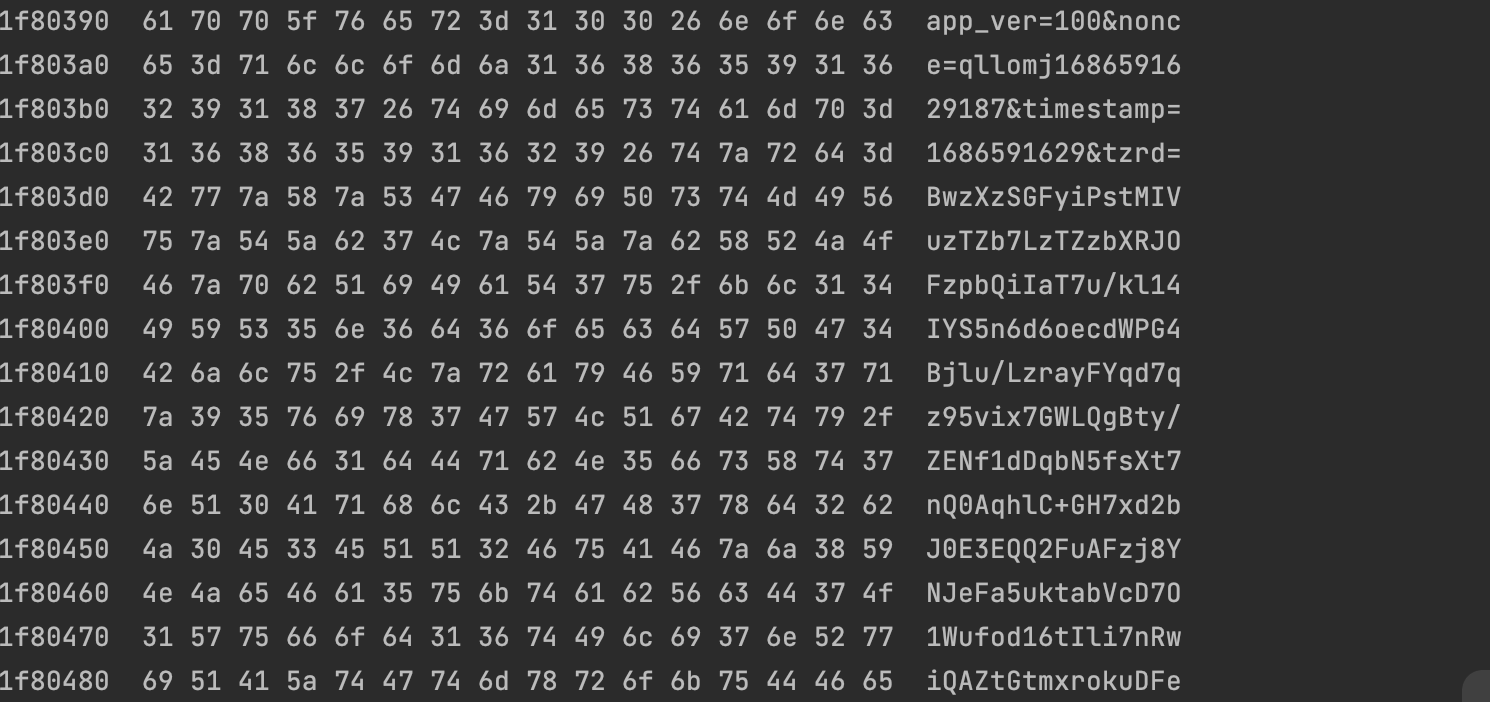 1f80390  61 70 70 5f 76 65 72 3d 31 30 30 26 6e 6f 6e 63  app_ver=100&nonc
1f803a0  65 3d 71 6c 6c 6f 6d 6a 31 36 38 36 35 39 31 36  e=qllomj16865916
1f803b0  32 39 31 38 37 26 74 69 6d 65 73 74 61 6d 70 3d  29187&timestamp=
1f803c0  31 36 38 36 35 39 31 36 32 39 26 74 7a 72 64 3d  1686591629&tzrd=
1f803d0  42 77 7a 58 7a 53 47 46 79 69 50 73 74 4d 49 56  BwzXzSGFyiPstMIV
1f803e0  75 7a 54 5a 62 37 4c 7a 54 5a 7a 62 58 52 4a 4f  uzTZb7LzTZzbXRJO
1f803f0  46 7a 70 62 51 69 49 61 54 37 75 2f 6b 6c 31 34  FzpbQiIaT7u/kl14
1f80400  49 59 53 35 6e 36 64 36 6f 65 63 64 57 50 47 34  IYS5n6d6oecdWPG4
1f80410  42 6a 6c 75 2f 4c 7a 72 61 79 46 59 71 64 37 71  Bjlu/LzrayFYqd7q
1f80420  7a 39 35 76 69 78 37 47 57 4c 51 67 42 74 79 2f  z95vix7GWLQgBty/
1f80430  5a 45 4e 66 31 64 44 71 62 4e 35 66 73 58 74 37  ZENf1dDqbN5fsXt7
1f80440  6e 51 30 41 71 68 6c 43 2b 47 48 37 78 64 32 62  nQ0AqhlC+GH7xd2b
1f80450  4a 30 45 33 45 51 51 32 46 75 41 46 7a 6a 38 59  J0E3EQQ2FuAFzj8Y
1f80460  4e 4a 65 46 61 35 75 6b 74 61 62 56 63 44 37 4f  NJeFa5uktabVcD7O
1f80470  31 57 75 66 6f 64 31 36 74 49 6c 69 37 6e 52 77  1Wufod16tIli7nRw
1f80480  69 51 41 5a 74 47 74 6d 78 72 6f 6b 75 44 46 65  iQAZtGtmxrokuDFe